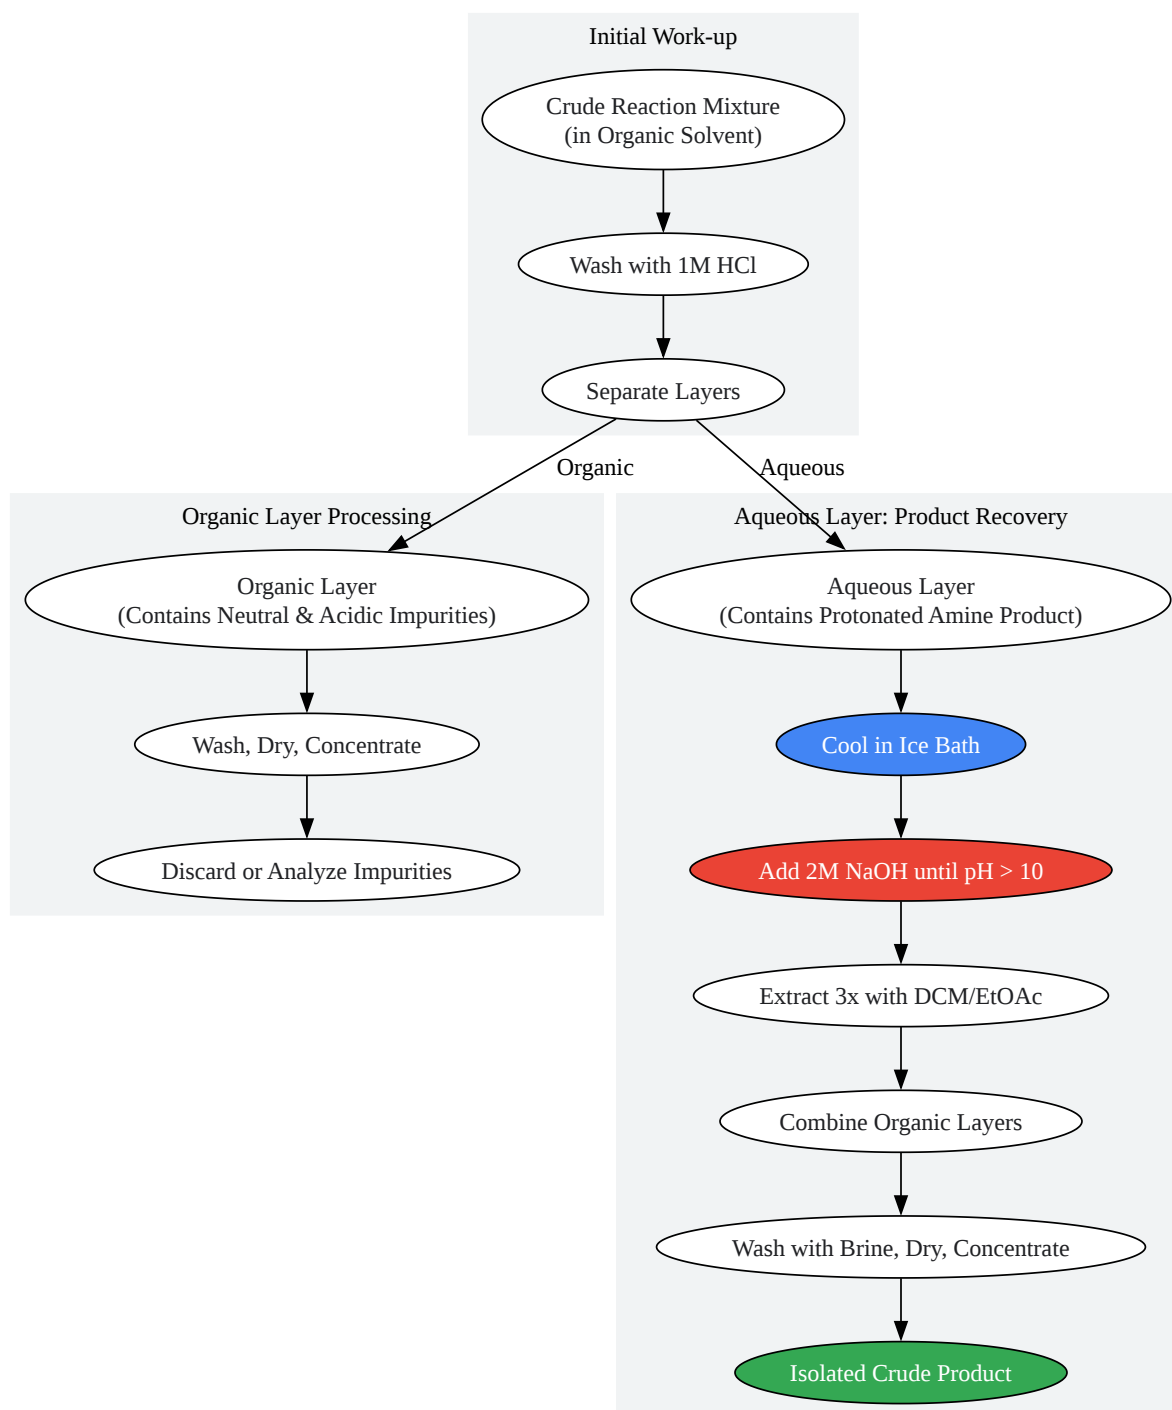 Initial Work-up
Crude Reaction Mixture
(in Organic Solvent)
Wash with 1M HCl
Separate Layers
Organic
Aqueous
Organic Layer Processing
Organic Layer
(Contains Neutral & Acidic Impurities)
Wash, Dry, Concentrate
Discard or Analyze Impurities
Aqueous Layer: Product Recovery
Aqueous Layer
(Contains Protonated Amine Product)
Cool in Ice Bath
Add 2M NaOH until pH > 10
Extract 3x with DCM/EtOAc
Combine Organic Layers
Wash with Brine, Dry, Concentrate
Isolated Crude Product